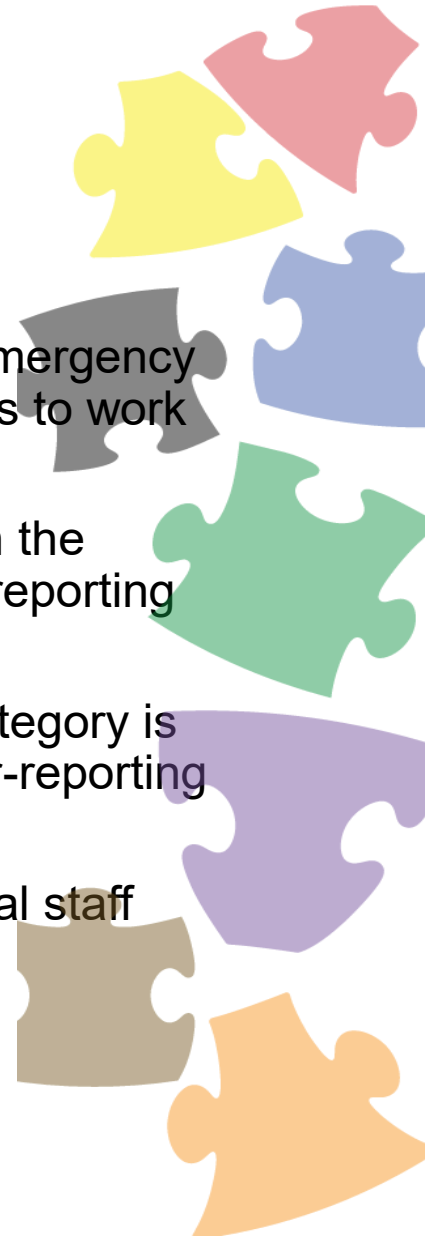 mergency
s to work
n the
reporting
tegory is
r-reporting
al staff